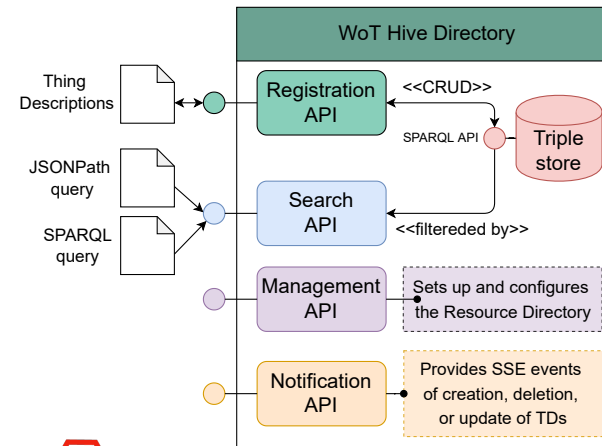 WoT Hive Directory
Thing
Descriptions
Registration
API
<<CRUD>>
SPARQL API
Triple
store
JSONPath
query
SPARQL
query
Search
API
<<filtereded by>>
Management
API
Sets up and configures
the Resource Directory
Notification
API
Provides SSE events
of creation, deletion,
or update of TDs